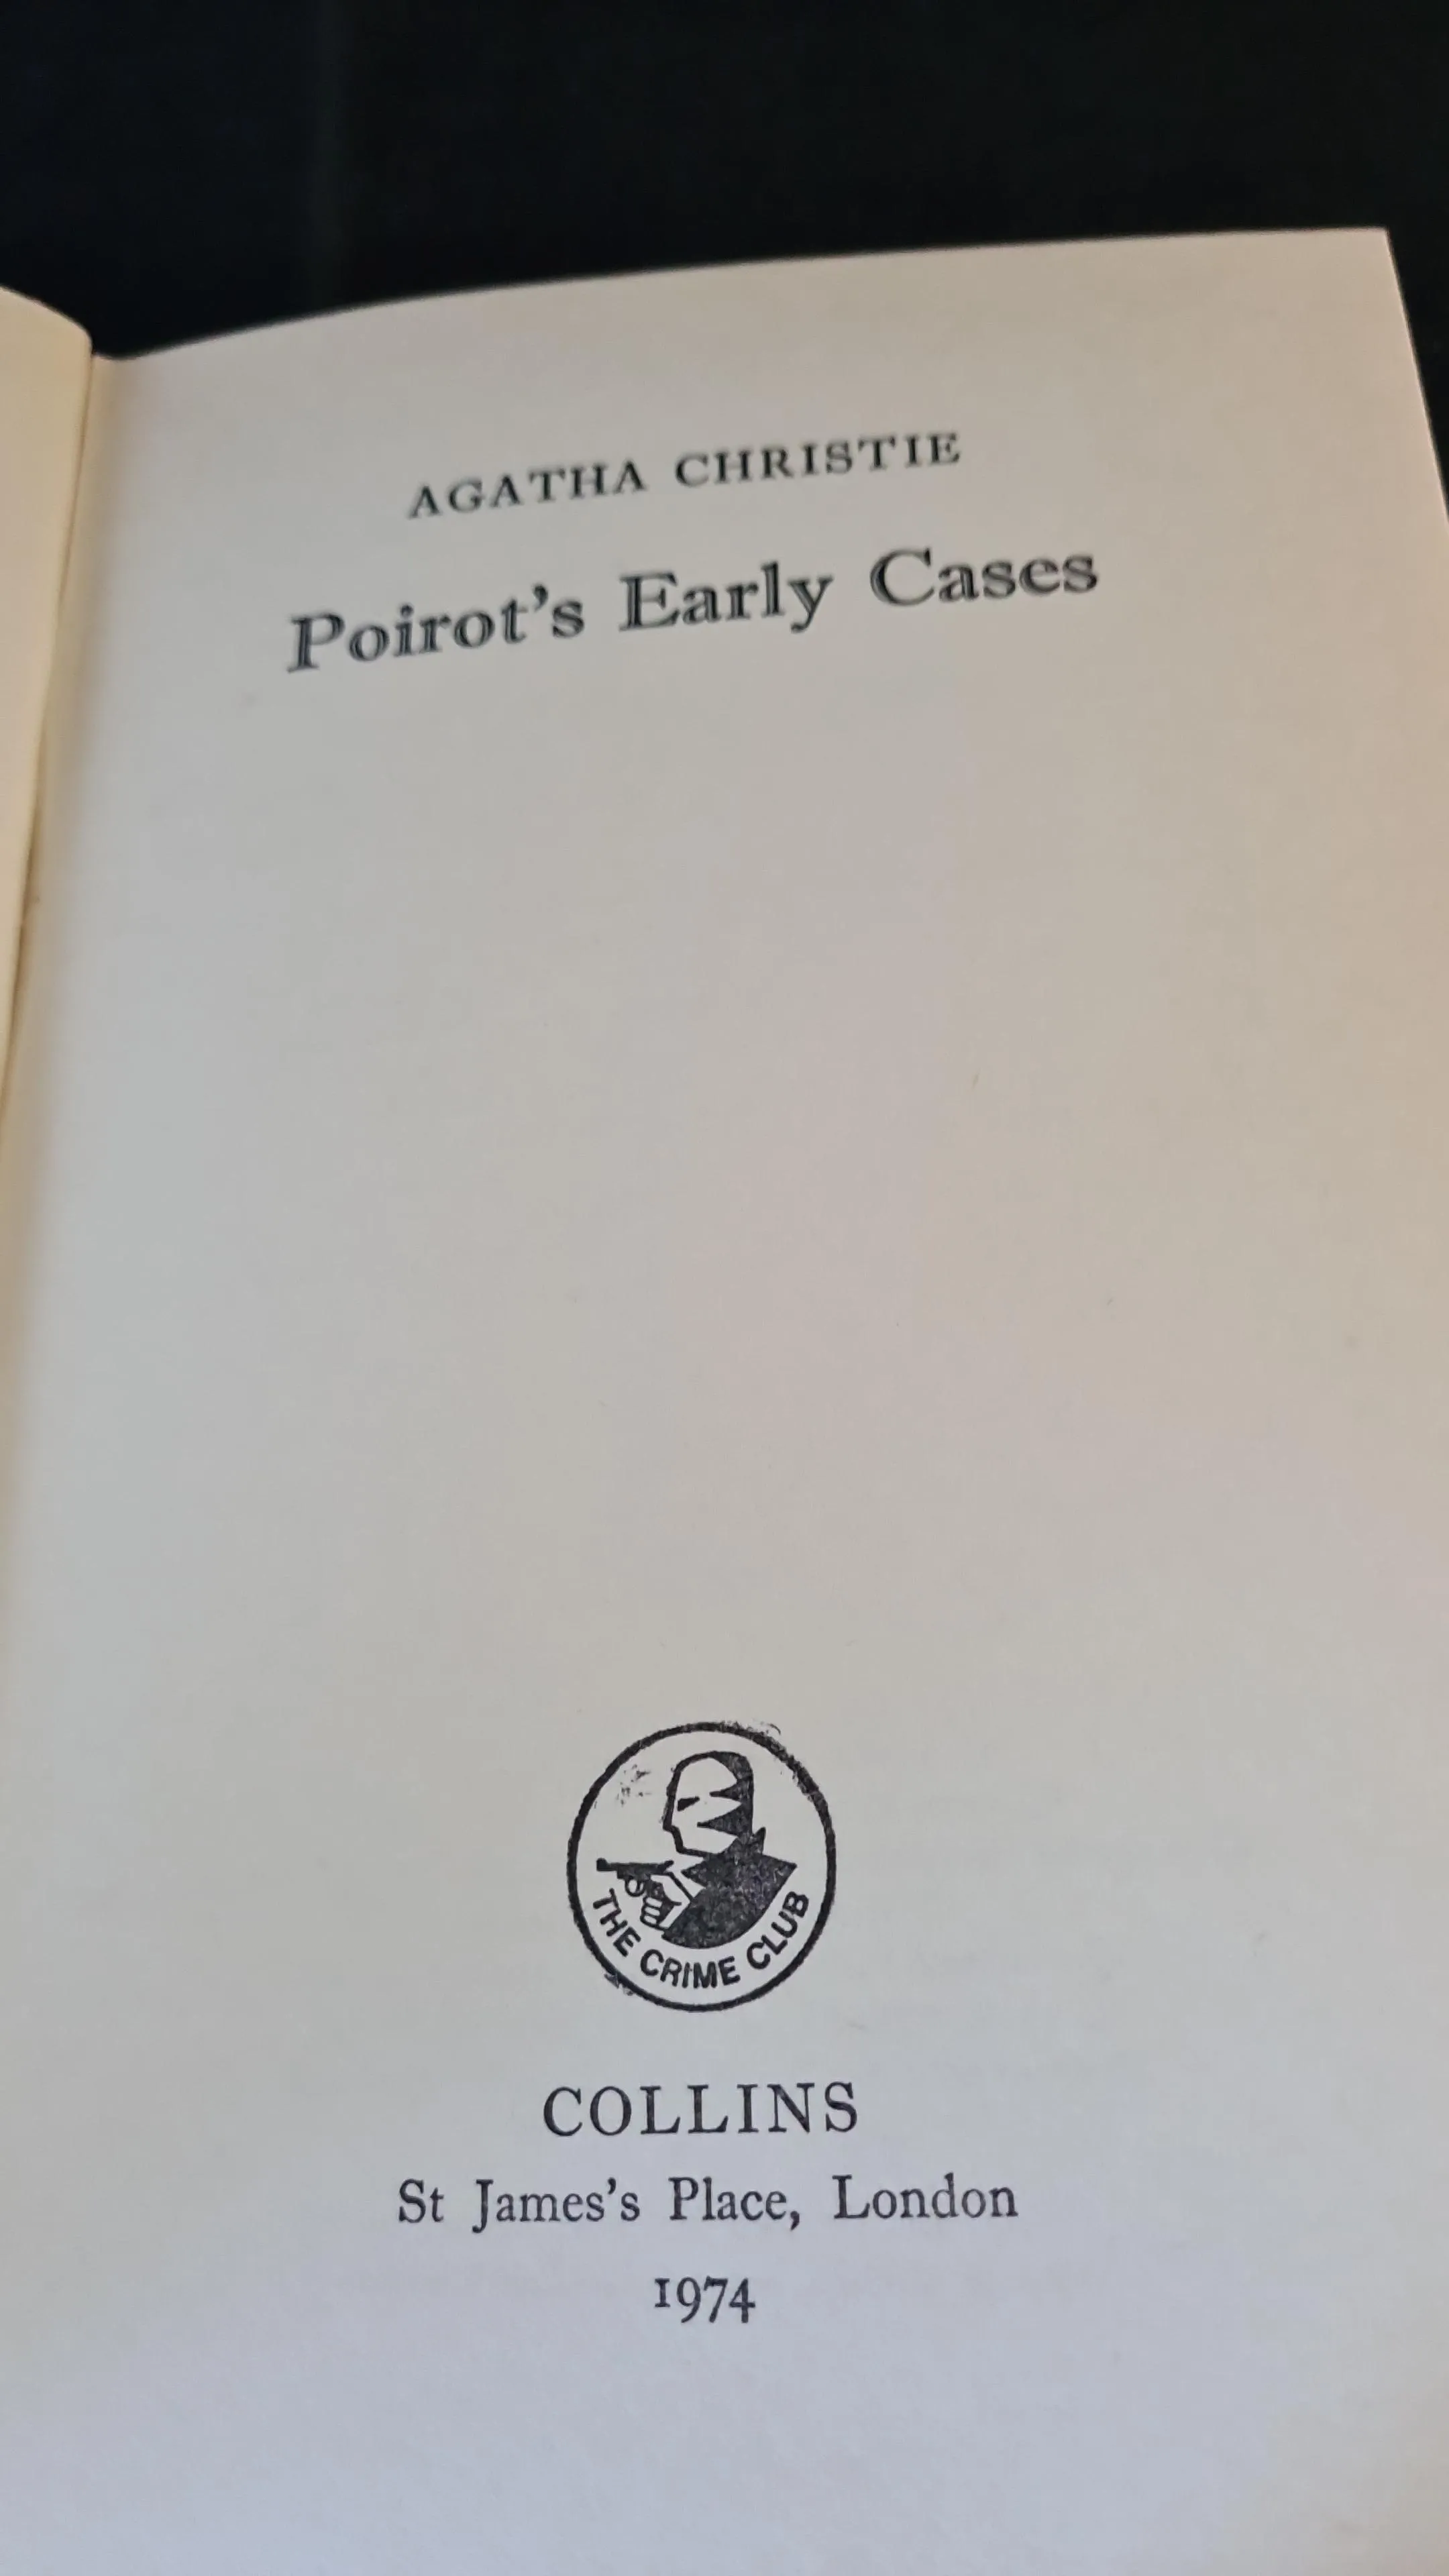 AGATHA CHRISTIE
Poirot's Early Cases
THE CRIME CLUB
COLLINS
St James's Place, London
1974